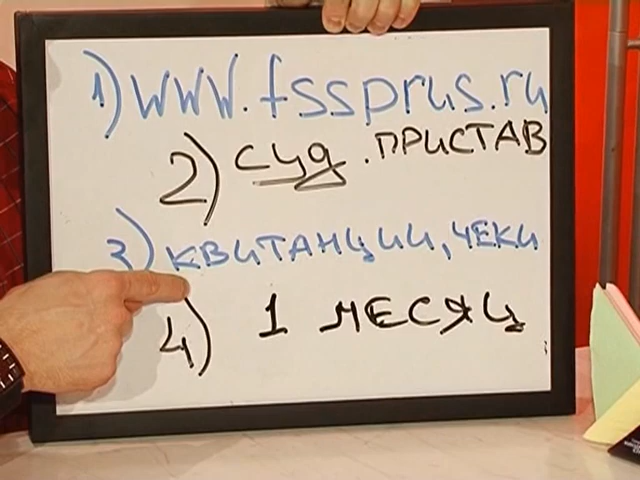 1) www.fssprus.ru
2) суд. ПРИСТАВ
3) КВИТАНЦИИ, ЧЕКИ
4) 1 МЕСЯЦ